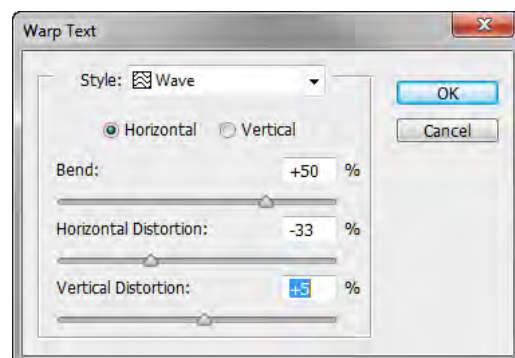 Warp Text
Style: Wave
OK
Horizontal Vertical
Cancel
Bend: +50 %
Horizontal Distortion: -33 %
Vertical Distortion: +5 %